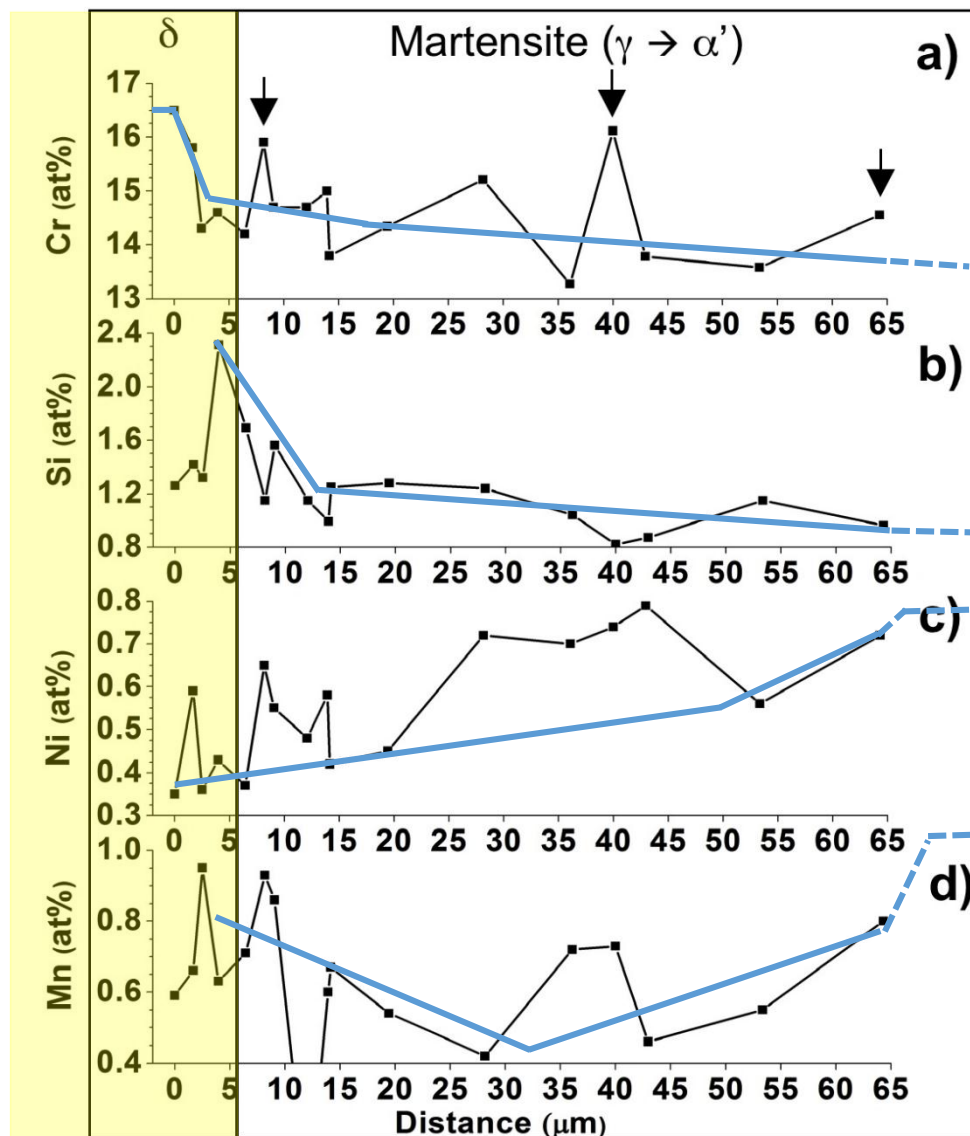 δ
Martensite (γ → α’)
a)
17
16
15
14
13
Cr (at%)
0 5 10 15 20 25 30 35 40 45 50 55 60 65
b)
2.4
2.0
1.6
1.2
0.8
Si (at%)
0 5 10 15 20 25 30 35 40 45 50 55 60 65
c)
0.8
0.7
0.6
0.5
0.4
0.3
Ni (at%)
0 5 10 15 20 25 30 35 40 45 50 55 60 65
d)
1.0
0.8
0.6
0.4
Mn (at%)
0 5 10 15 20 25 30 35 40 45 50 55 60 65
Distance (μm)